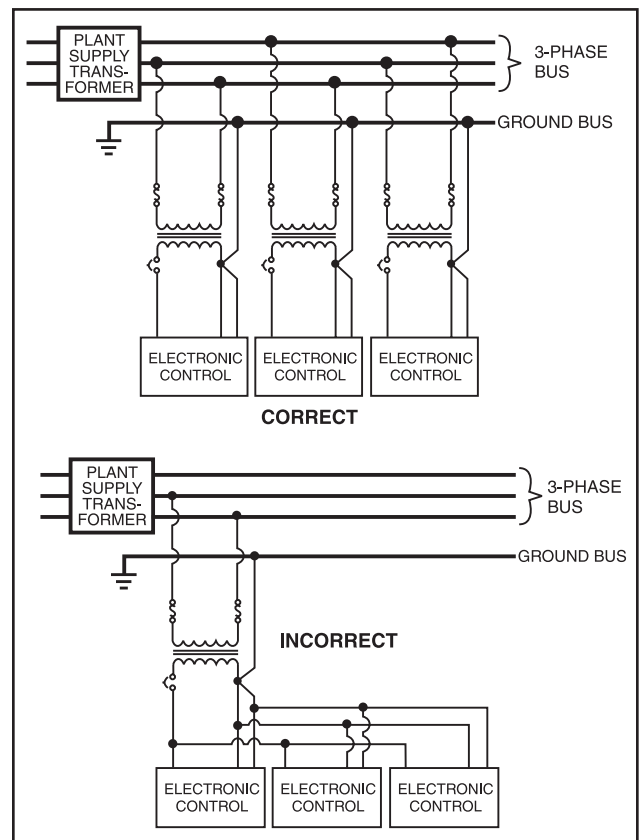 PLANT
SUPPLY
TRANS-
FORMER
3-PHASE
BUS
GROUND BUS
ELECTRONIC
CONTROL
ELECTRONIC
CONTROL
ELECTRONIC
CONTROL
CORRECT
PLANT
SUPPLY
TRANS-
FORMER
3-PHASE
BUS
GROUND BUS
INCORRECT
ELECTRONIC
CONTROL
ELECTRONIC
CONTROL
ELECTRONIC
CONTROL